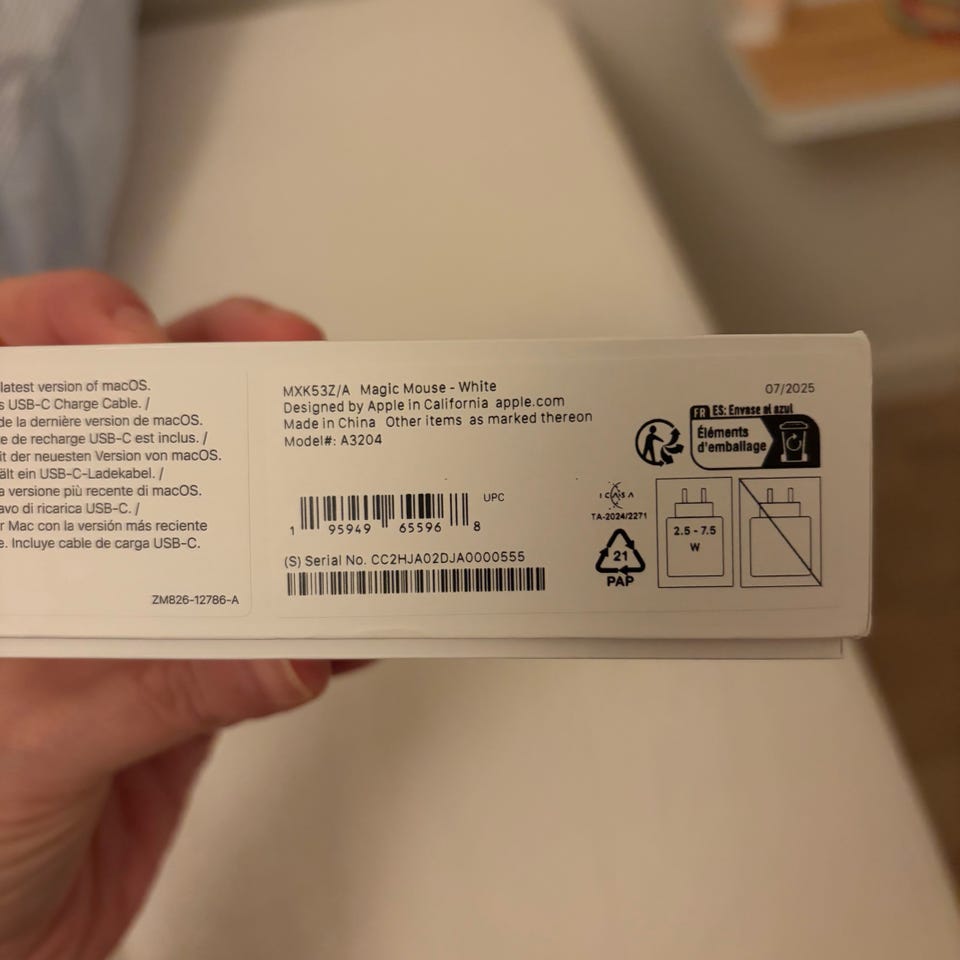 latest version of macOS.
s USB-C Charge Cable. /
de la dernière version de macOS.
e de recharge USB-C est inclus. /
it der neuesten Version von macOS.
ält ein USB-C-Ladekabel. /
a versione più recente di macOS.
avo di ricarica USB-C. /
r Mac con la versión más reciente
e. Incluye cable de carga USB-C.
ZM826-12786-A
MXK53Z/A Magic Mouse - White
Designed by Apple in California apple.com
Made in China Other items as marked thereon
Model#: A3204
UPC
1 95949 65596 8
(S) Serial No. CC2HJA02DJA0000555
07/2025
FR ES: Envase al azul
Éléments
d'emballage
ICASA
TA-2024/2271
21
PAP
2.5 - 7.5
W